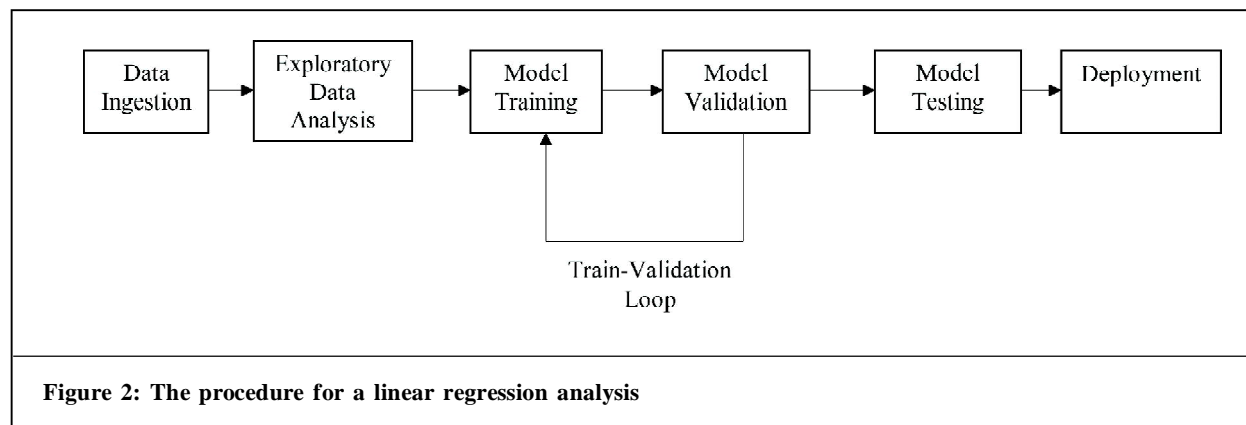 Data
Ingestion
Exploratory
Data
Analysis
Model
Training
Model
Validation
Model
Testing
Deployment
Train-Validation
Loop
Figure 2: The procedure for a linear regression analysis